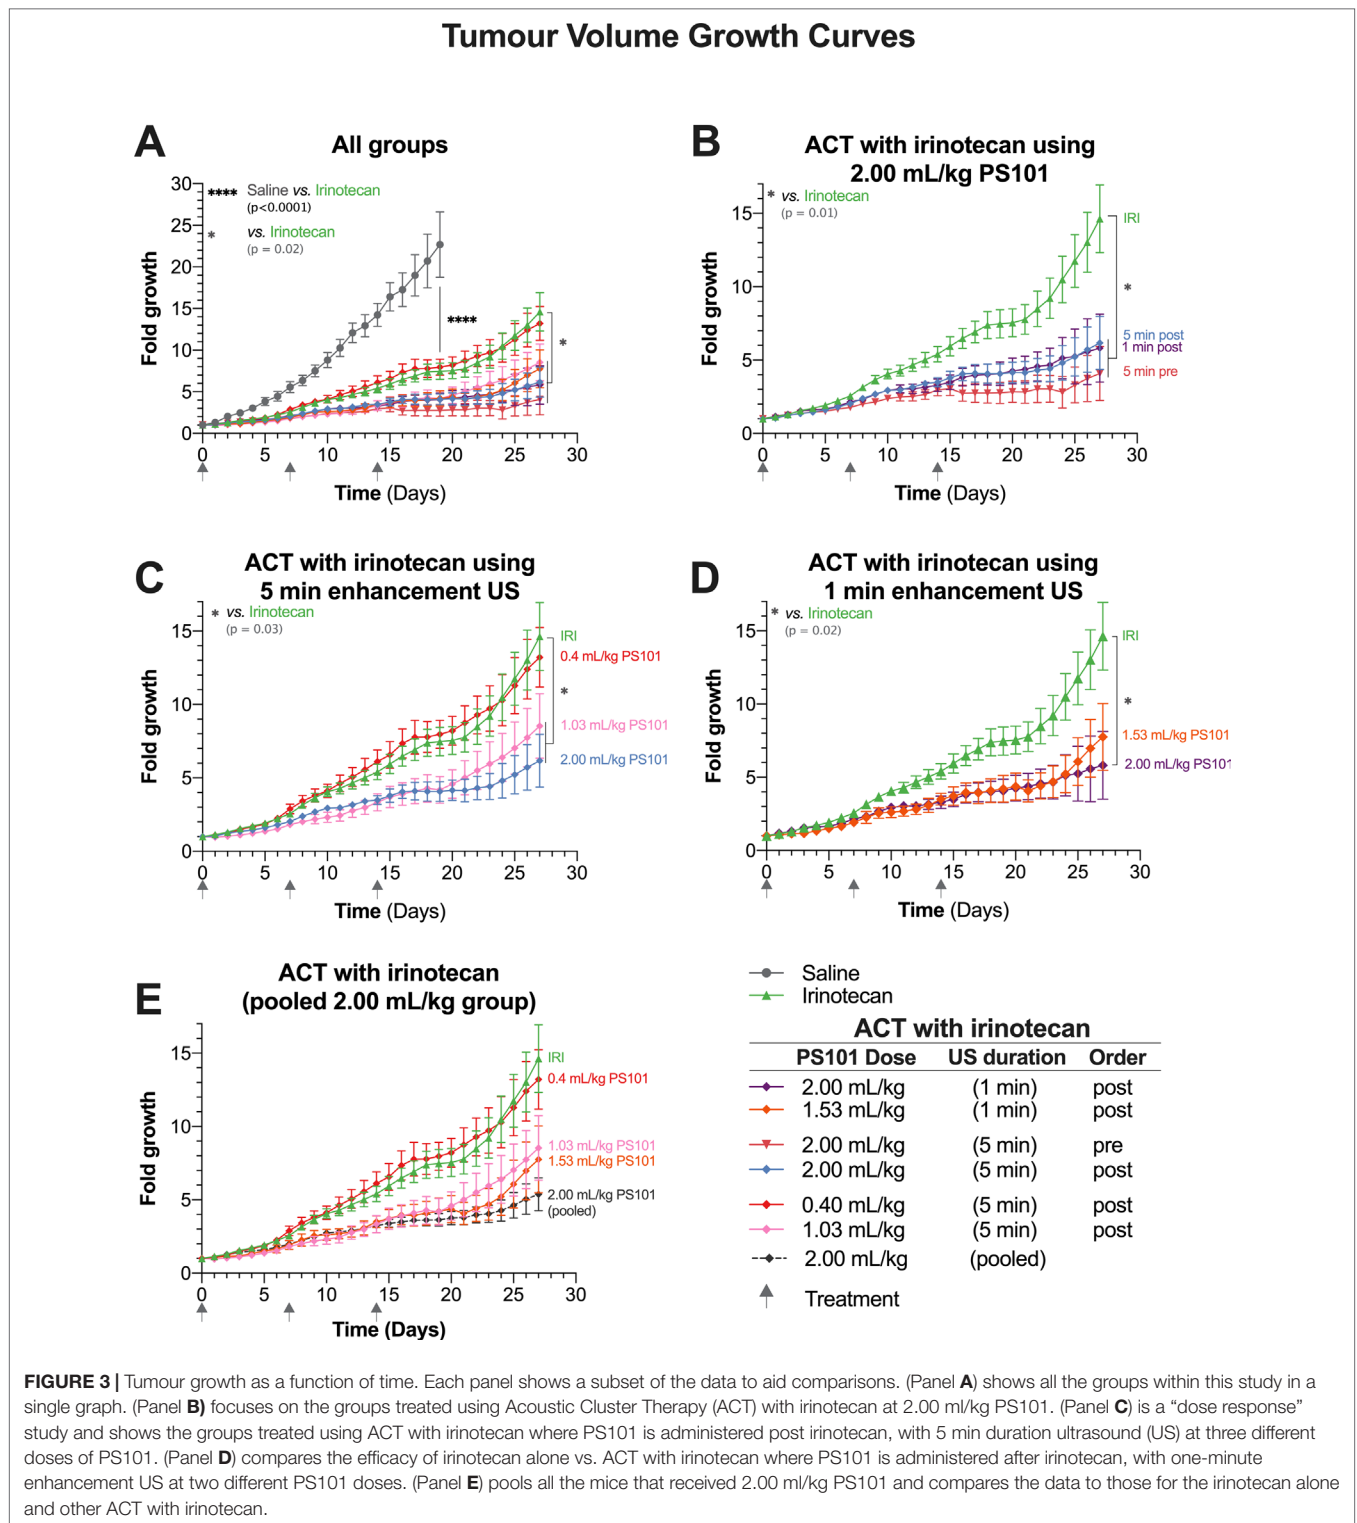 Tumour Volume Growth Curves
A
All groups
30
25
20
15
10
5
0
Fold growth
**** Saline vs. Irinotecan
(p<0.0001)
* vs. Irinotecan
(p = 0.02)
****
*
0 5 10 15 20 25 30
Time (Days)
B
ACT with irinotecan using
2.00 mL/kg PS101
15
10
5
0
Fold growth
* vs. Irinotecan
(p = 0.01)
IRI
*
5 min post
1 min post
5 min pre
0 5 10 15 20 25 30
Time (Days)
C
ACT with irinotecan using
5 min enhancement US
15
10
5
0
Fold growth
* vs. Irinotecan
(p = 0.03)
IRI
0.4 mL/kg PS101
*
1.03 mL/kg PS101
2.00 mL/kg PS101
0 5 10 15 20 25 30
Time (Days)
D
ACT with irinotecan using
1 min enhancement US
15
10
5
0
Fold growth
* vs. Irinotecan
(p = 0.02)
IRI
*
1.53 mL/kg PS101
2.00 mL/kg PS101
0 5 10 15 20 25 30
Time (Days)
E
ACT with irinotecan
(pooled 2.00 mL/kg group)
15
10
5
0
Fold growth
IRI
0.4 mL/kg PS101
1.03 mL/kg PS101
1.53 mL/kg PS101
2.00 mL/kg PS101
(pooled)
0 5 10 15 20 25 30
Time (Days)
Saline
Irinotecan
ACT with irinotecan
PS101 Dose US duration Order
2.00 mL/kg (1 min) post
1.53 mL/kg (1 min) post
2.00 mL/kg (5 min) pre
2.00 mL/kg (5 min) post
0.40 mL/kg (5 min) post
1.03 mL/kg (5 min) post
2.00 mL/kg (pooled)
Treatment
FIGURE 3 | Tumour growth as a function of time. Each panel shows a subset of the data to aid comparisons. (Panel A) shows all the groups within this study in a
single graph. (Panel B) focuses on the groups treated using Acoustic Cluster Therapy (ACT) with irinotecan at 2.00 ml/kg PS101. (Panel C) is a “dose response”
study and shows the groups treated using ACT with irinotecan where PS101 is administered post irinotecan, with 5 min duration ultrasound (US) at three different
doses of PS101. (Panel D) compares the efficacy of irinotecan alone vs. ACT with irinotecan where PS101 is administered after irinotecan, with one-minute
enhancement US at two different PS101 doses. (Panel E) pools all the mice that received 2.00 ml/kg PS101 and compares the data to those for the irinotecan alone
and other ACT with irinotecan.